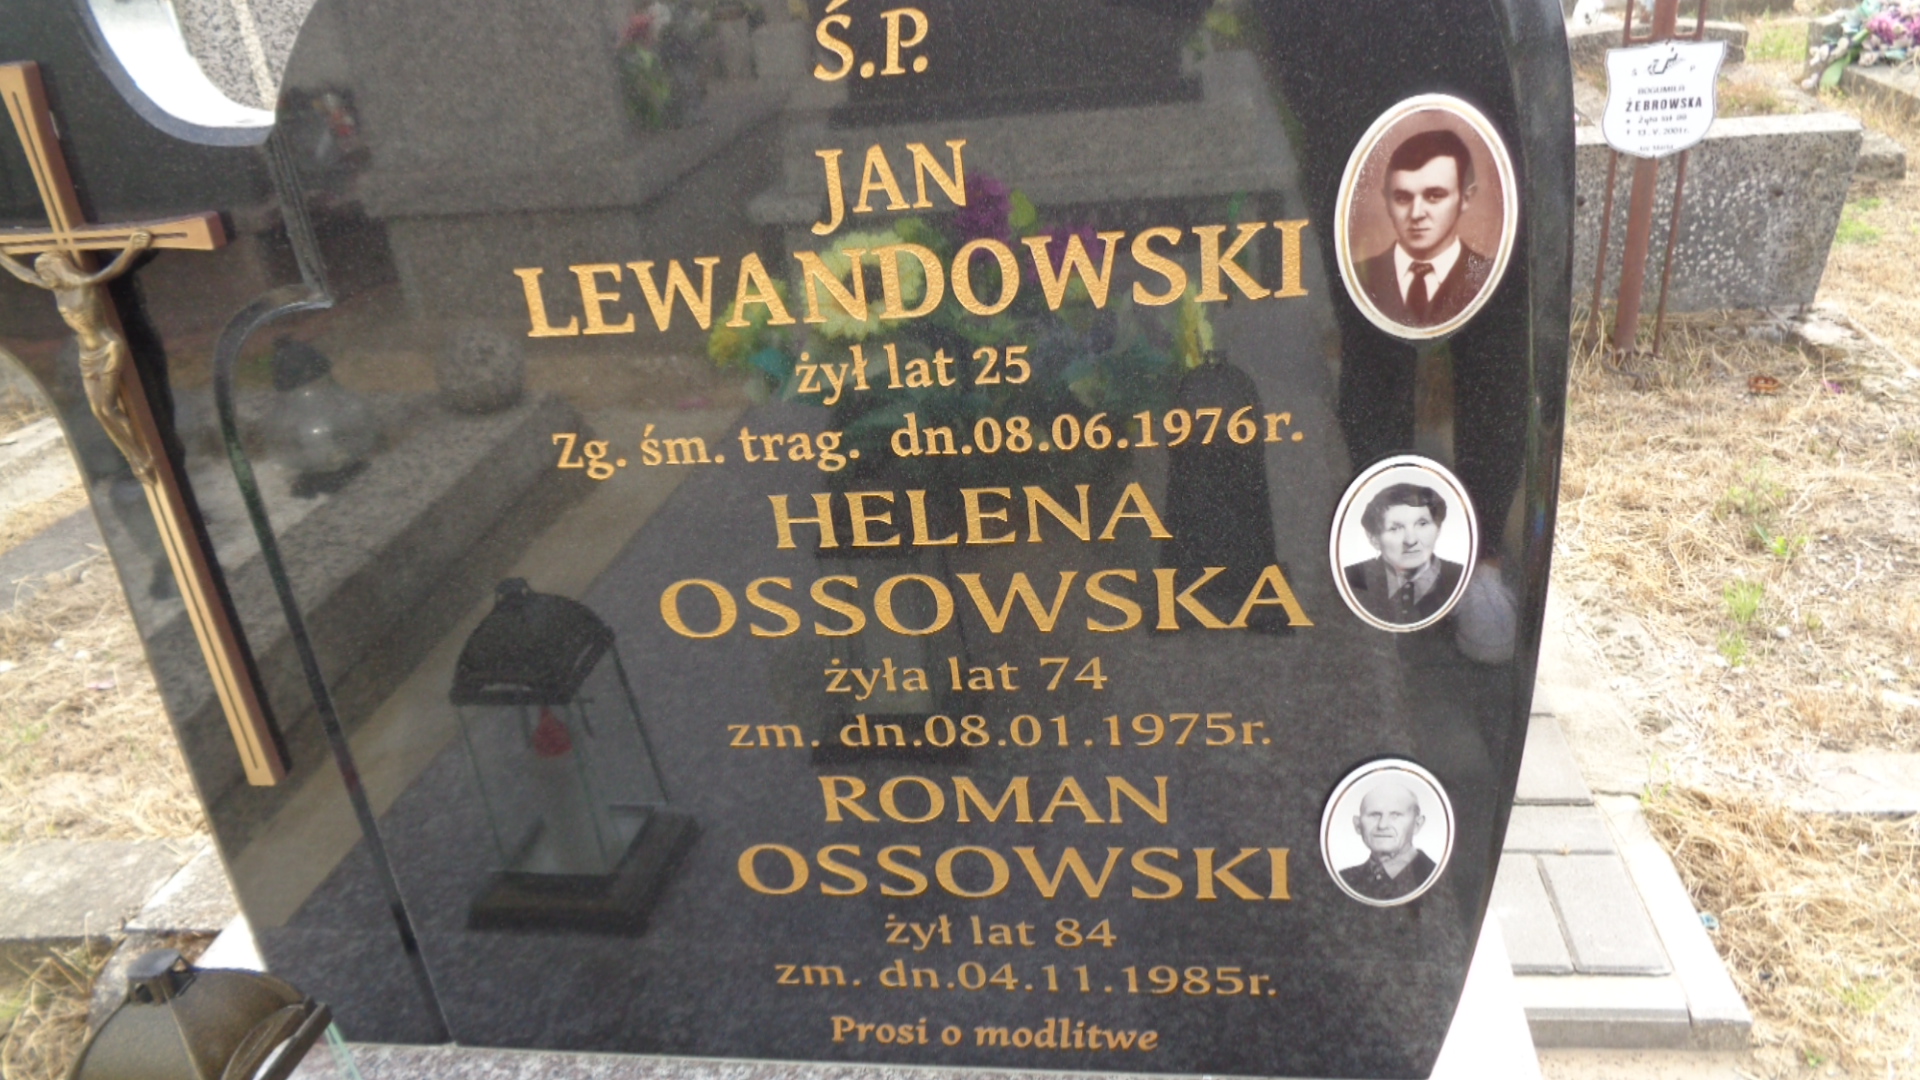 Ś.P.
JAN
LEWANDOWSKI
żył lat 25
Zg. śm. trag. dn.08.06.1976r.
HELENA
OSSOWSKA
żyła lat 74
zm. dn.08.01.1975r.
ROMAN
OSSOWSKI
żył lat 84
zm. dn.04.11.1985r.
Prosi o modlitwe
Ś P
ŻEBROWSKA